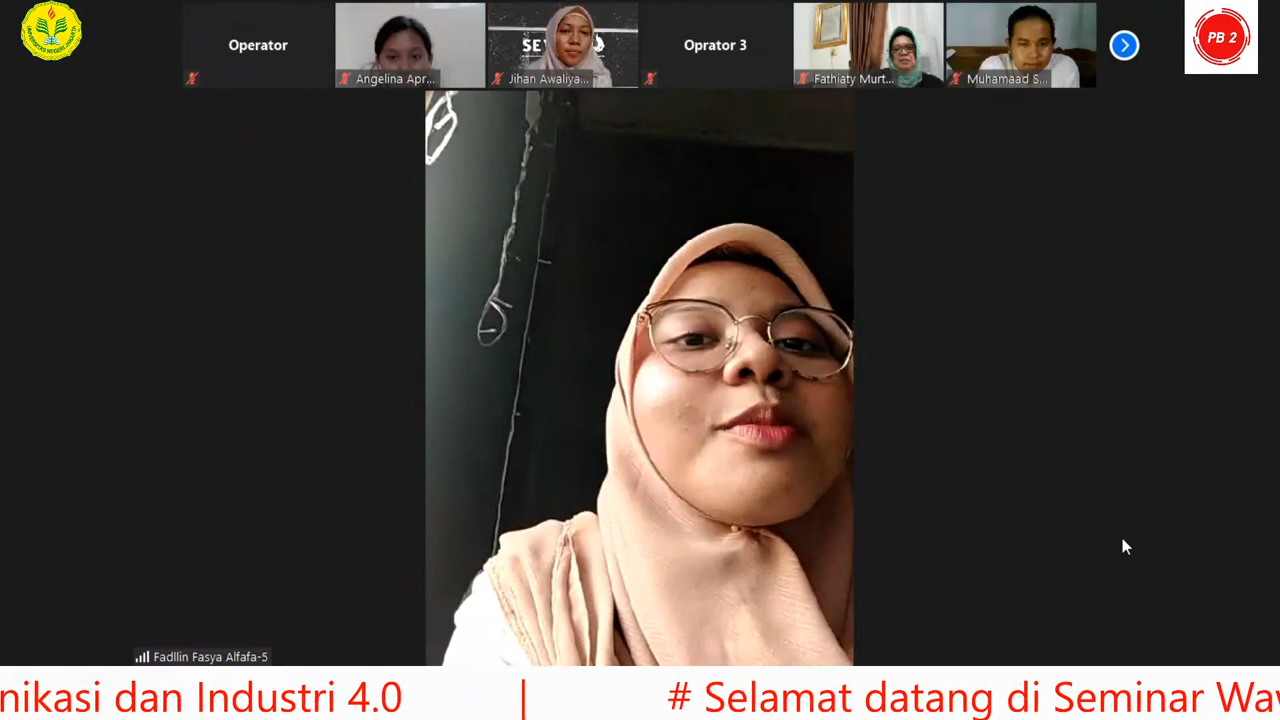 Operator
Angelina Apr...
Jihan Awaliya...
Oprator 3
Fathiaty Murt...
Muhamaad S...
PB 2
Fadllin Fasya Alfafa-5
nikasi dan Industri 4.0 | # Selamat datang di Seminar Wa